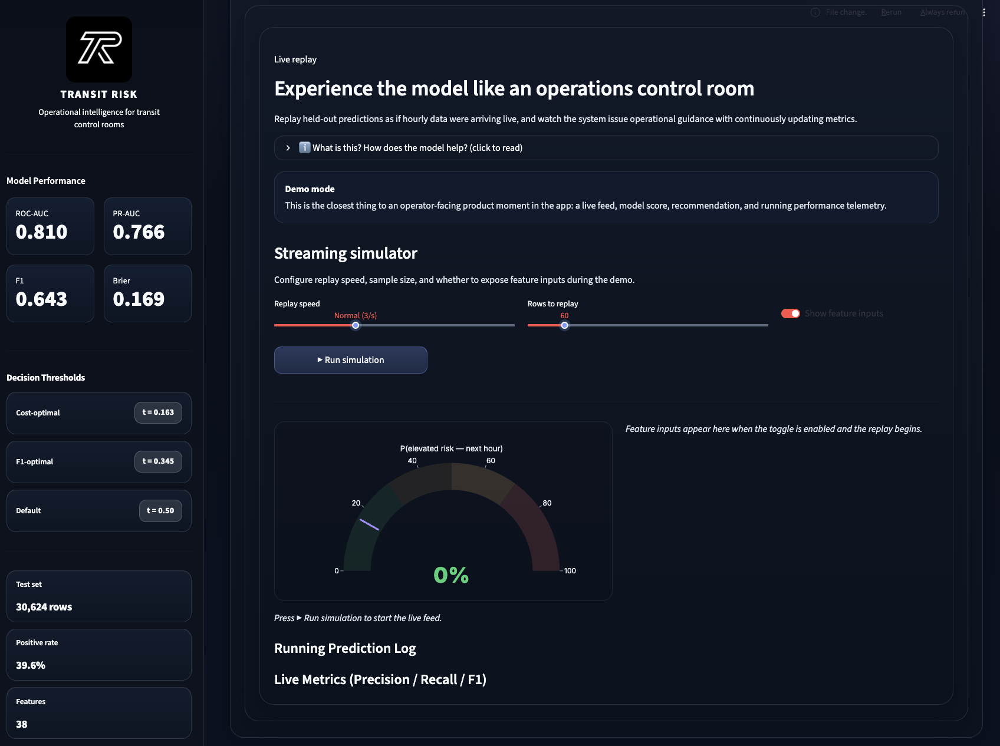 TR
TRANSIT RISK
Operational intelligence for transit
control rooms
Model Performance
ROC-AUC
0.810
PR-AUC
0.766
F1
0.643
Brier
0.169
Decision Thresholds
Cost-optimal
t = 0.163
F1-optimal
t = 0.345
Default
t = 0.50
Test set
30,624 rows
Positive rate
39.6%
Features
38
File change.
Rerun
Always rerun
Live replay
Experience the model like an operations control room
Replay held-out predictions as if hourly data were arriving live, and watch the system issue operational guidance with continuously updating metrics.
ℹ️ What is this? How does the model help? (click to read)
Demo mode
This is the closest thing to an operator-facing product moment in the app: a live feed, model score, recommendation, and running performance telemetry.
Streaming simulator
Configure replay speed, sample size, and whether to expose feature inputs during the demo.
Replay speed
Normal (3/s)
Rows to replay
60
Show feature inputs
▶ Run simulation
P(elevated risk — next hour)
0
20
40
60
80
100
0%
Feature inputs appear here when the toggle is enabled and the replay begins.
Press ▶ Run simulation to start the live feed.
Running Prediction Log
Live Metrics (Precision / Recall / F1)